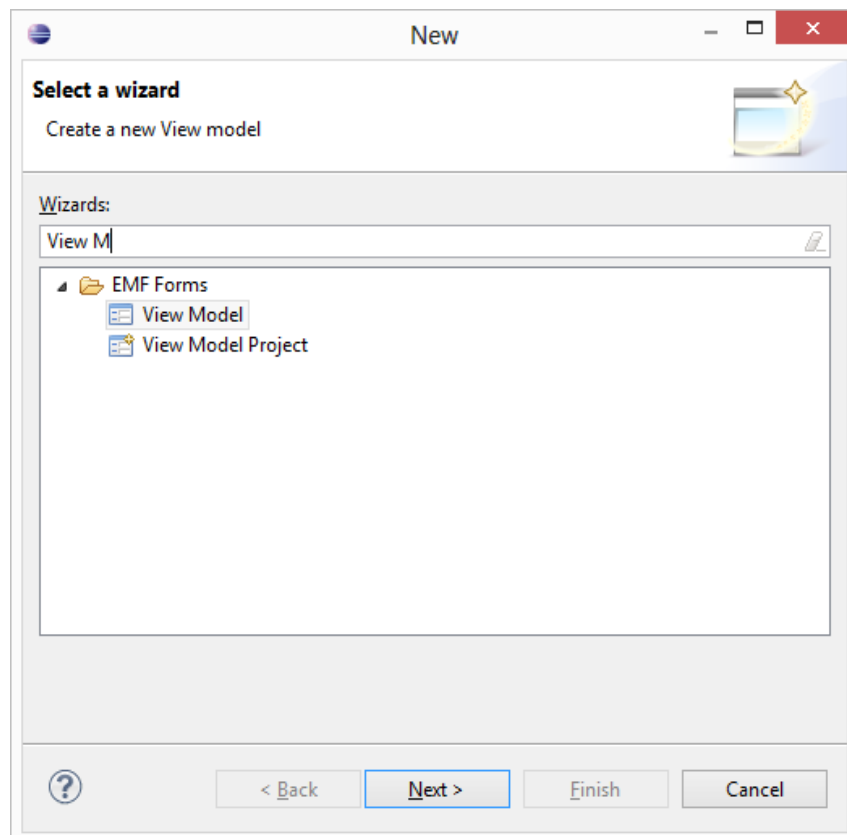 New
Select a wizard
Create a new View model
Wizards:
View M
EMF Forms
View Model
View Model Project
? < Back Next > Finish Cancel